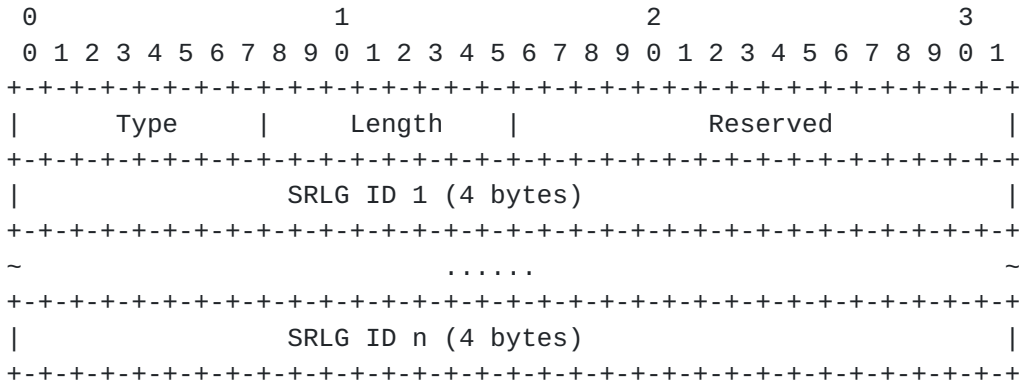 0                   1                   2                   3
 0 1 2 3 4 5 6 7 8 9 0 1 2 3 4 5 6 7 8 9 0 1 2 3 4 5 6 7 8 9 0 1
+-+-+-+-+-+-+-+-+-+-+-+-+-+-+-+-+-+-+-+-+-+-+-+-+-+-+-+-+-+-+-+-+
|      Type     |     Length    |            Reserved           |
+-+-+-+-+-+-+-+-+-+-+-+-+-+-+-+-+-+-+-+-+-+-+-+-+-+-+-+-+-+-+-+-+
|                 SRLG ID 1 (4 bytes)                           |
+-+-+-+-+-+-+-+-+-+-+-+-+-+-+-+-+-+-+-+-+-+-+-+-+-+-+-+-+-+-+-+-+
~                           ......                              ~
+-+-+-+-+-+-+-+-+-+-+-+-+-+-+-+-+-+-+-+-+-+-+-+-+-+-+-+-+-+-+-+-+
|                 SRLG ID n (4 bytes)                           |
+-+-+-+-+-+-+-+-+-+-+-+-+-+-+-+-+-+-+-+-+-+-+-+-+-+-+-+-+-+-+-+-+